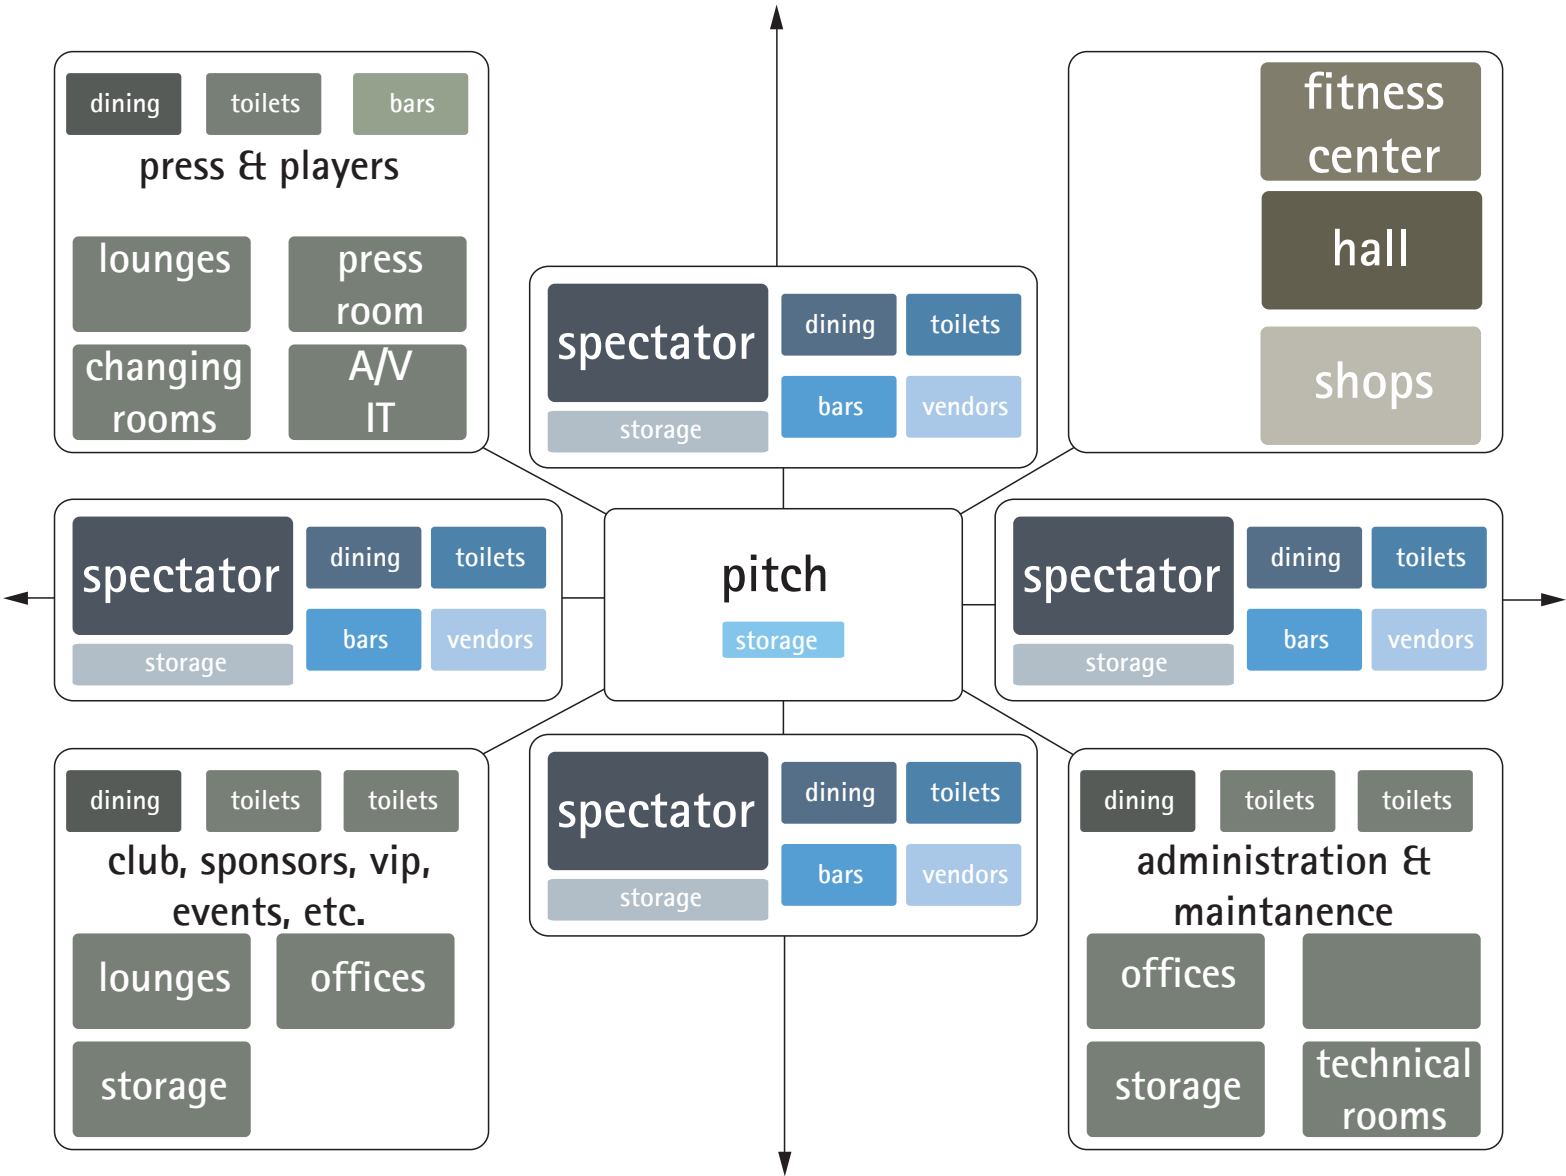 dining
toilets
bars
press & players
lounges
press
room
changing
rooms
A/V
IT
spectator
dining
toilets
bars
vendors
storage
fitness
center
hall
shops
spectator
dining
toilets
bars
vendors
storage
pitch
storage
spectator
dining
toilets
bars
vendors
storage
dining
toilets
toilets
club, sponsors, vip,
events, etc.
lounges
offices
storage
spectator
dining
toilets
bars
vendors
storage
dining
toilets
toilets
administration &
maintanence
offices
storage
technical
rooms